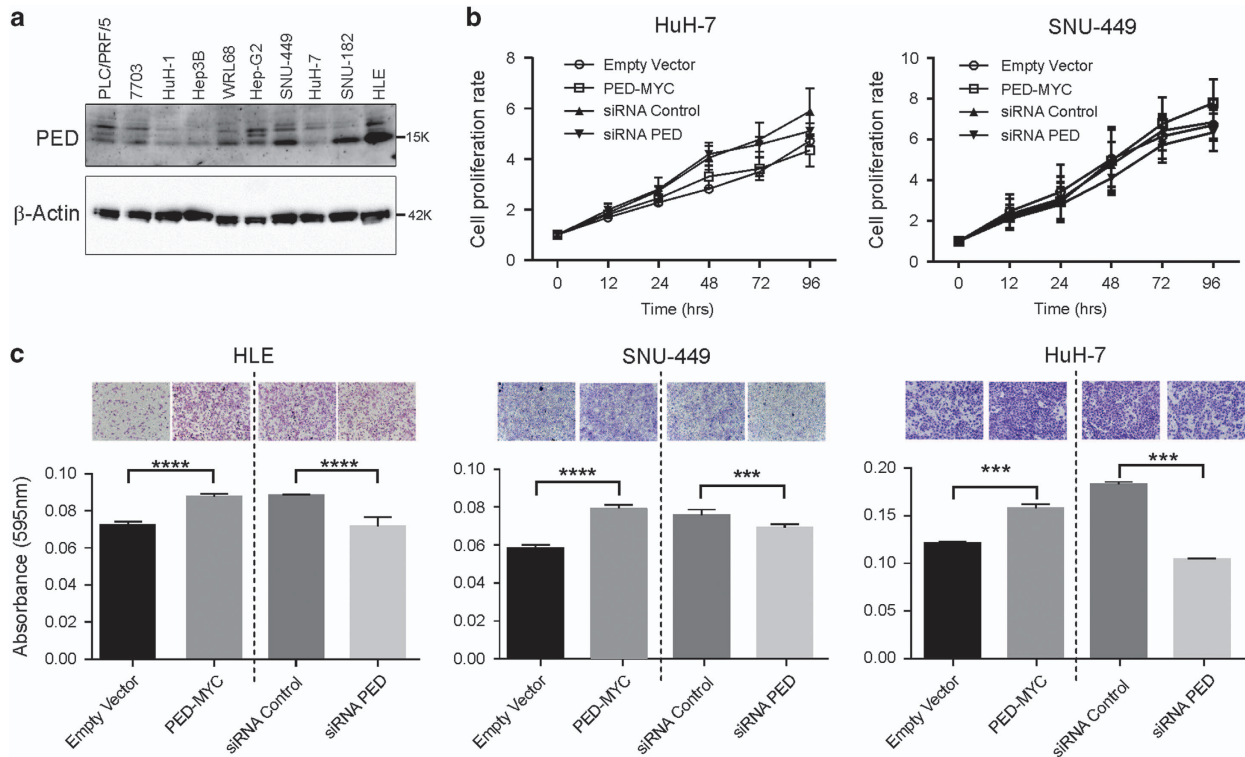 a
PLC/PRF/5
7703
HuH-1
Hep3B
WRL68
Hep-G2
SNU-449
HuH-7
SNU-182
HLE
PED
15K
β-Actin
42K
b
HuH-7
Cell proliferation rate
8
6
4
2
0
Empty Vector
PED-MYC
siRNA Control
siRNA PED
0 12 24 48 72 96
Time (hrs)
SNU-449
Cell proliferation rate
10
8
6
4
2
0
Empty Vector
PED-MYC
siRNA Control
siRNA PED
0 12 24 48 72 96
Time (hrs)
c
HLE
Absorbance (595nm)
0.10
0.08
0.06
0.04
0.02
0.00
**** ****
Empty Vector
PED-MYC
siRNA Control
siRNA PED
SNU-449
0.10
0.08
0.06
0.04
0.02
0.00
**** ***
Empty Vector
PED-MYC
siRNA Control
siRNA PED
HuH-7
0.20
0.15
0.10
0.05
0.00
*** ***
Empty Vector
PED-MYC
siRNA Control
siRNA PED